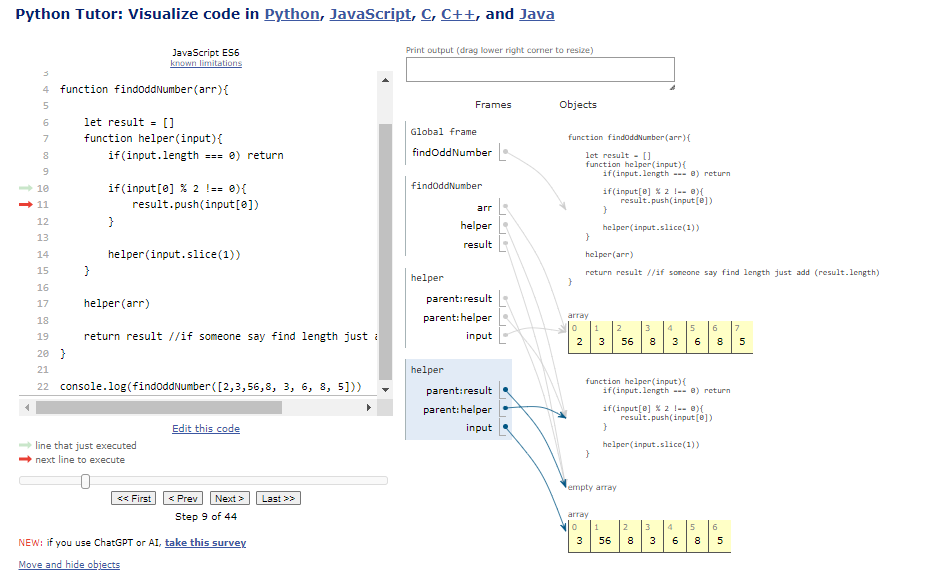 Python Tutor: Visualize code in Python, JavaScript, C, C++, and Java
JavaScript ES6
known limitations
3
4 function findOddNumber(arr){
5
6 let result = []
7 function helper(input){
8 if(input.length === 0) return
9
10 if(input[0] % 2 !== 0){
11 result.push(input[0])
12 }
13
14 helper(input.slice(1))
15 }
16
17 helper(arr)
18
19 return result //if someone say find length just a
20 }
21
22 console.log(findOddNumber([2,3,56,8, 3, 6, 8, 5]))
Edit this code
line that just executed
next line to execute
<< First < Prev Next > Last >>
Step 9 of 44
NEW: if you use ChatGPT or AI, take this survey
Move and hide objects
Print output (drag lower right corner to resize)
Frames Objects
Global frame
findOddNumber
findOddNumber
arr
helper
result
helper
parent:result
parent:helper
input
helper
parent:result
parent:helper
input
function findOddNumber(arr){
let result = []
function helper(input){
if(input.length === 0) return
if(input[0] % 2 !== 0){
result.push(input[0])
}
helper(input.slice(1))
}
helper(arr)
return result //if someone say find length just add (result.length)
}
array
0 1 2 3 4 5 6 7
2 3 56 8 3 6 8 5
function helper(input){
if(input.length === 0) return
if(input[0] % 2 !== 0){
result.push(input[0])
}
helper(input.slice(1))
}
empty array
array
0 1 2 3 4 5 6
3 56 8 3 6 8 5